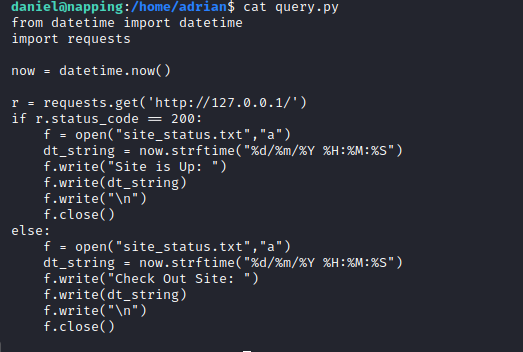 daniel@napping:/home/adrian$ cat query.py
from datetime import datetime
import requests

now = datetime.now()

r = requests.get('http://127.0.0.1/')
if r.status_code == 200:
    f = open("site_status.txt","a")
    dt_string = now.strftime("%d/%m/%Y %H:%M:%S")
    f.write("Site is Up: ")
    f.write(dt_string)
    f.write("\n")
    f.close()
else:
    f = open("site_status.txt","a")
    dt_string = now.strftime("%d/%m/%Y %H:%M:%S")
    f.write("Check Out Site: ")
    f.write(dt_string)
    f.write("\n")
    f.close()